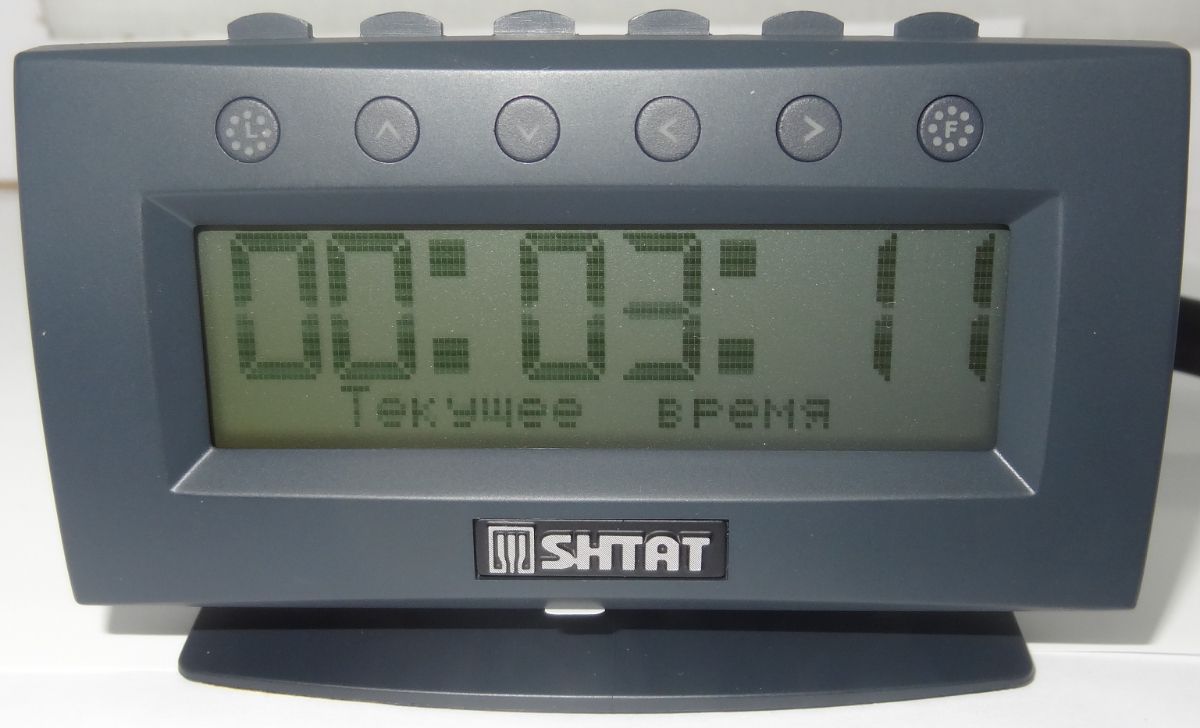 L ^ ˅ < > F
00:03:11
Текущее время
SHTAT